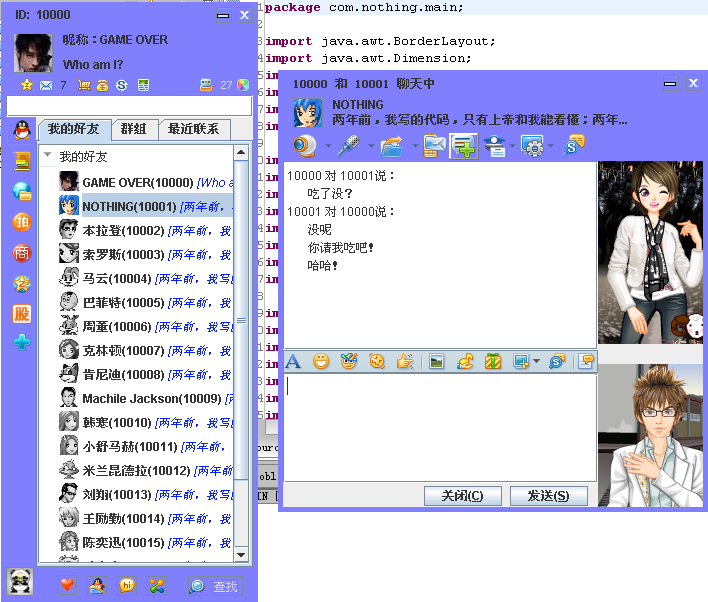 ID: 10000
昵称：GAME OVER
Who am I?
7
27
我的好友
群组
最近联系
我的好友
GAME OVER(10000) [Who a
NOTHING(10001) [两年前，我
本拉登(10002) [两年前，我
索罗斯(10003) [两年前，我
马云(10004) [两年前，我写
巴菲特(10005) [两年前，我
周董(10006) [两年前，我写
克林顿(10007) [两年前，我
肯尼迪(10008) [两年前，我
Machile Jackson(10009) [两
韩寒(10010) [两年前，我写
小舒马赫(10011) [两年前，
米兰昆德拉(10012) [两年前
刘翔(10013) [两年前，我写
王励勤(10014) [两年前，我
陈奕迅(10015) [两年前，我
查找
package com.nothing.main;
import java.awt.BorderLayout;
import java.awt.Dimension;
10000 和 10001 聊天中
NOTHING
两年前，我写的代码，只有上帝和我能看懂：两年...
10000 对 10001说：
吃了没?
10001 对 10000说：
没呢
你请我吃吧!
哈哈!
关闭(C)
发送(S)